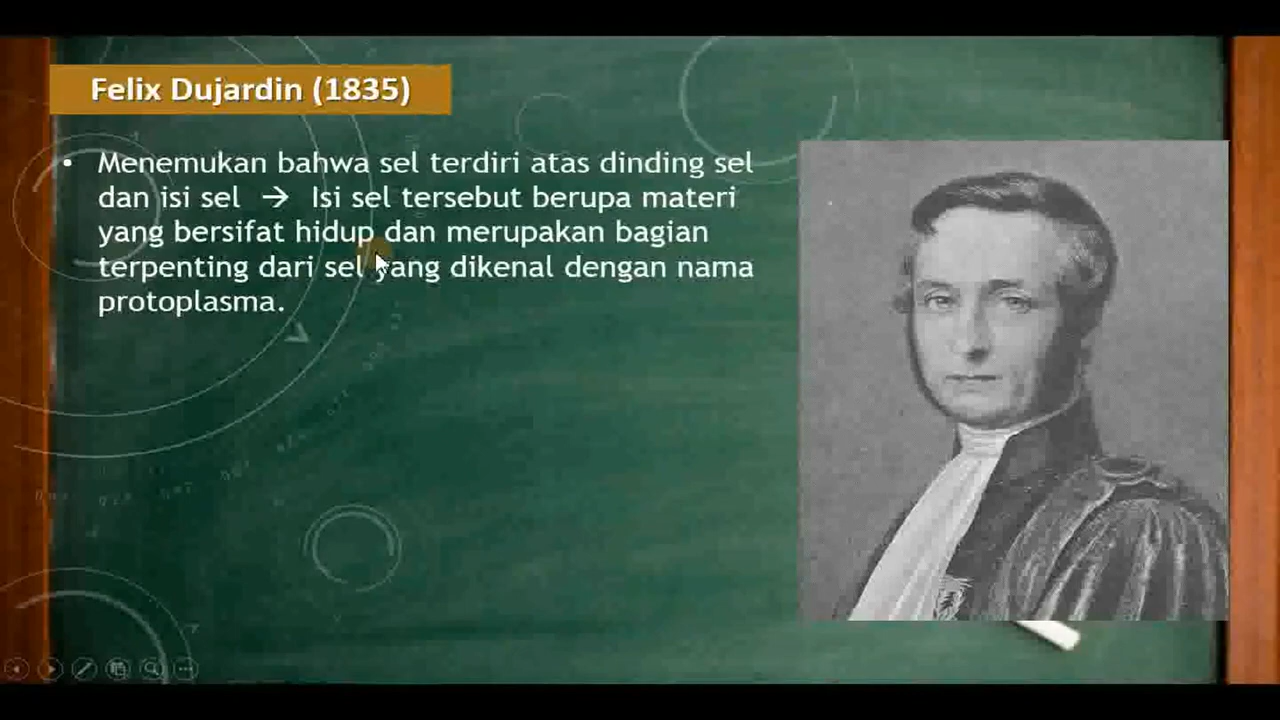 Felix Dujardin (1835)
• Menemukan bahwa sel terdiri atas dinding sel
dan isi sel → Isi sel tersebut berupa materi
yang bersifat hidup dan merupakan bagian
terpenting dari sel yang dikenal dengan nama
protoplasma.